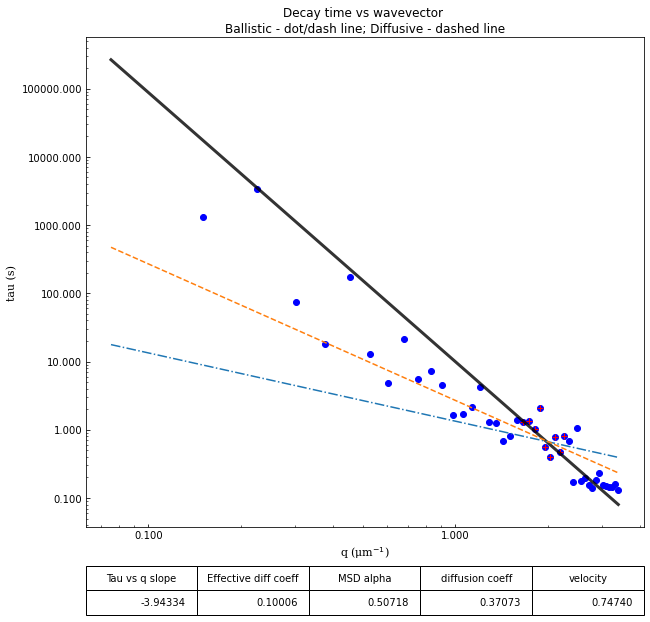 Decay time vs wavevector
Ballistic - dot/dash line; Diffusive - dashed line
100000.000
10000.000
1000.000
100.000
10.000
1.000
0.100
tau (s)
0.100 1.000
q (μm⁻¹)
Tau vs q slope Effective diff coeff MSD alpha diffusion coeff velocity
-3.94334 0.10006 0.50718 0.37073 0.74740